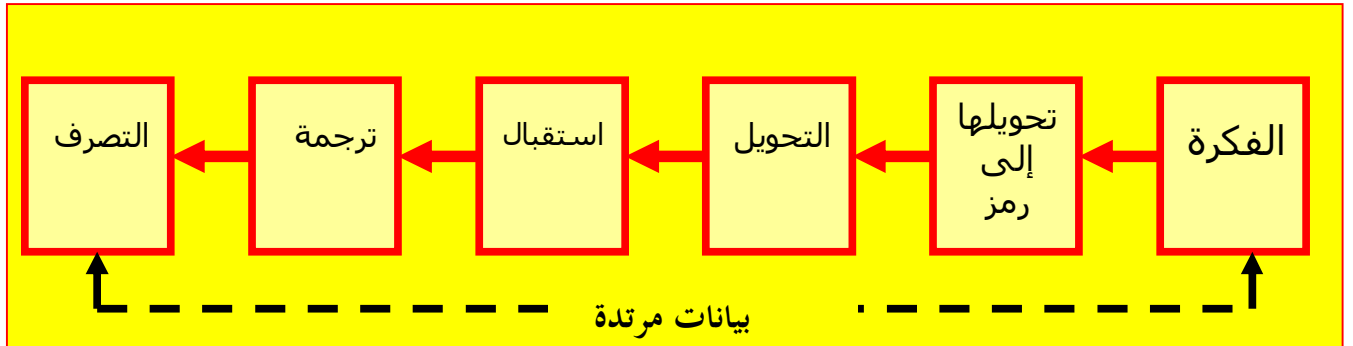 الفكرة
تحويلها
إلى
رمز
التحويل
استقبال
ترجمة
التصرف
بيانات مرتدة